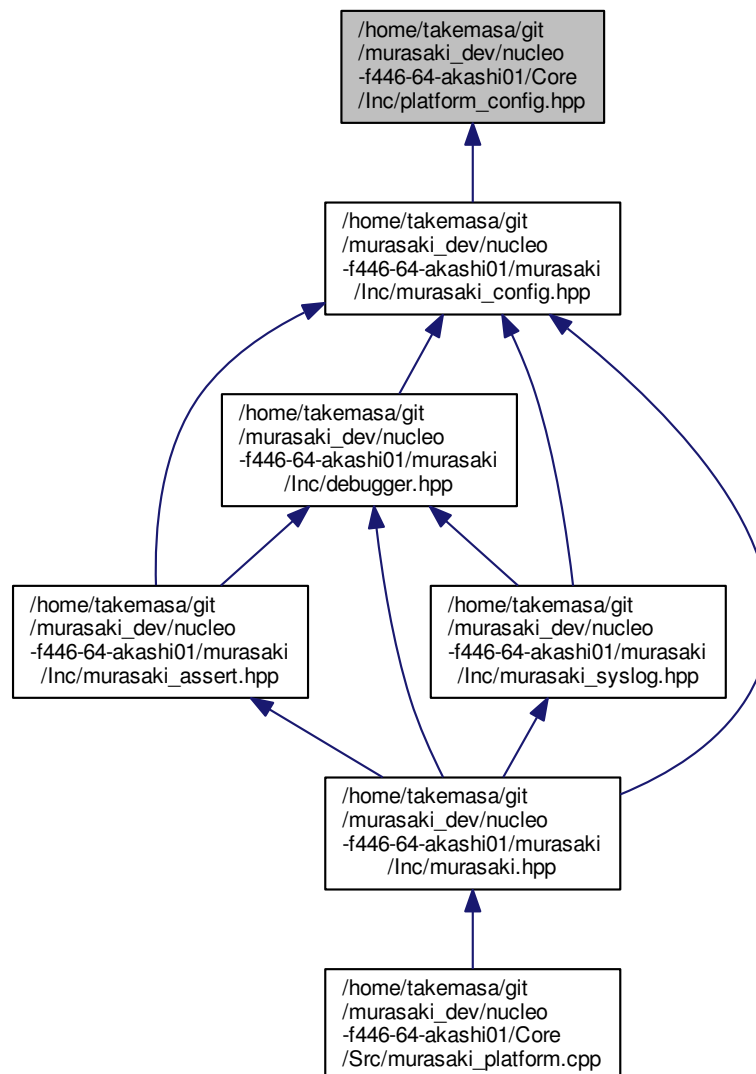 /home/takemasa/git
/murasaki_dev/nucleo
-f446-64-akashi01/Core
/Inc/platform_config.hpp
/home/takemasa/git
/murasaki_dev/nucleo
-f446-64-akashi01/murasaki
/Inc/murasaki_config.hpp
/home/takemasa/git
/murasaki_dev/nucleo
-f446-64-akashi01/murasaki
/Inc/debugger.hpp
/home/takemasa/git
/murasaki_dev/nucleo
-f446-64-akashi01/murasaki
/Inc/murasaki_assert.hpp
/home/takemasa/git
/murasaki_dev/nucleo
-f446-64-akashi01/murasaki
/Inc/murasaki_syslog.hpp
/home/takemasa/git
/murasaki_dev/nucleo
-f446-64-akashi01/murasaki
/Inc/murasaki.hpp
/home/takemasa/git
/murasaki_dev/nucleo
-f446-64-akashi01/Core
/Src/murasaki_platform.cpp